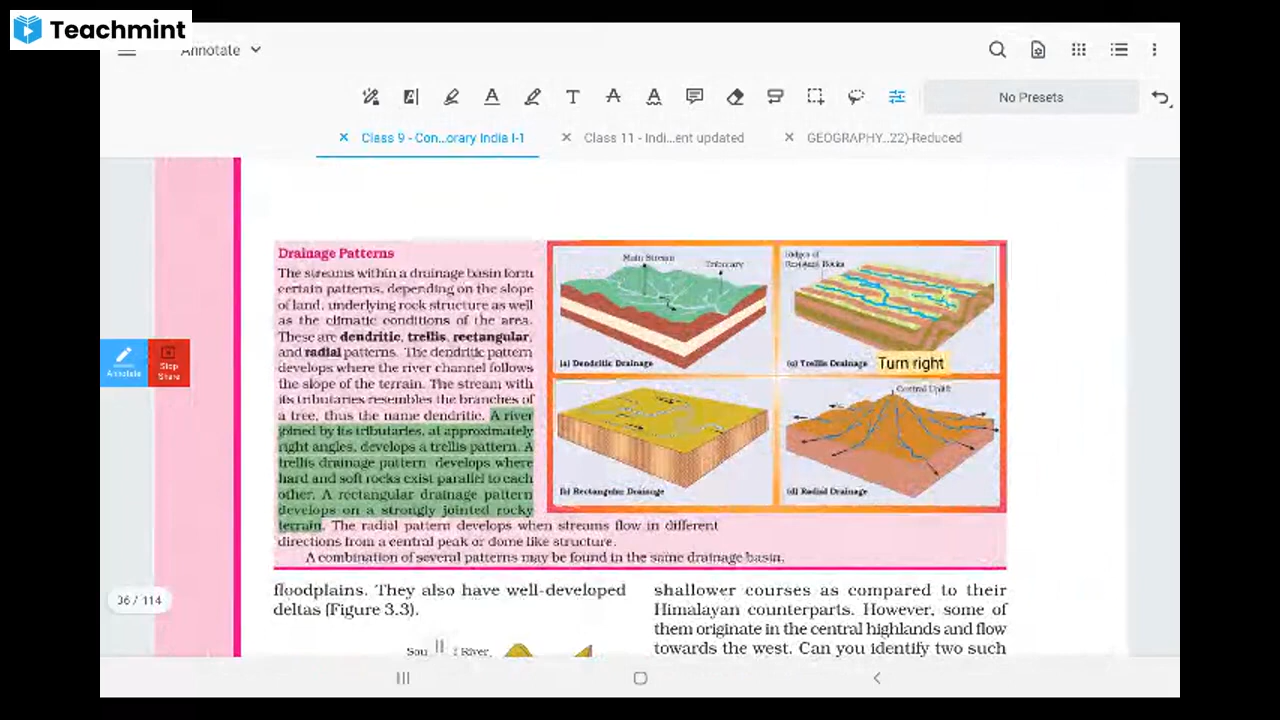 Teachmint
Annotate
No Presets
Class 9 - Con...orary India I-1
Class 11 - Indi...ent updated
GEOGRAPHY...22)-Reduced
Drainage Patterns
The streams within a drainage basin form
certain patterns, depending on the slope
of land, underlying rock structure as well
as the climatic conditions of the area.
These are dendritic, trellis, rectangular,
and radial patterns. The dendritic pattern
develops where the river channel follows
the slope of the terrain. The stream with
its tributaries resembles the branches of
a tree, thus the name dendritic. A river
joined by its tributaries, at approximately
right angles, develops a trellis pattern. A
trellis drainage pattern develops where
hard and soft rocks exist parallel to each
other. A rectangular drainage pattern
develops on a strongly jointed rocky
terrain. The radial pattern develops when streams flow in different
directions from a central peak or dome like structure.
A combination of several patterns may be found in the same drainage basin.
Main Stream
Tributary
(a) Dendritic Drainage
Ridges of
Resistant Rocks
(c) Trellis Drainage
Turn right
(b) Rectangular Drainage
Central Uplift
(d) Radial Drainage
Annotate
Stop
Share
36 / 114
floodplains. They also have well-developed
deltas (Figure 3.3).
River,
shallower courses as compared to their
Himalayan counterparts. However, some of
them originate in the central highlands and flow
towards the west. Can you identify two such